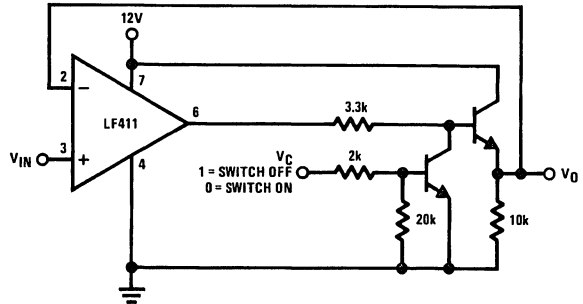 12V
2
7
−
LF411
6
3.3k
3
+
V_IN
4
V_C
2k
1 = SWITCH OFF
0 = SWITCH ON
20k
10k
V_O